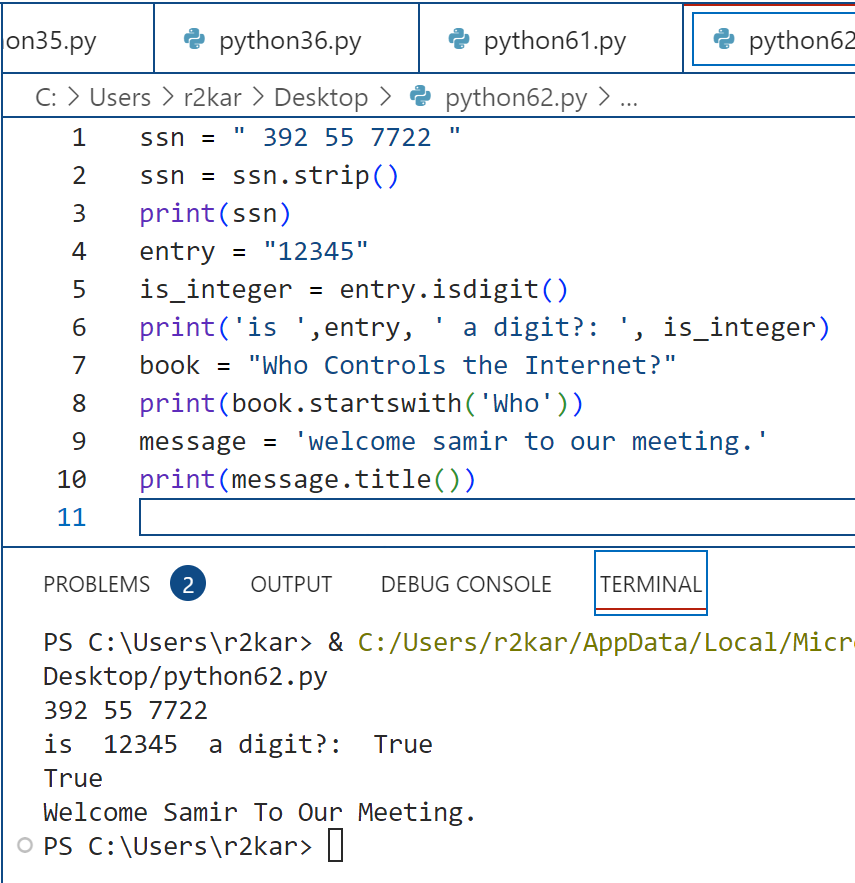 on35.py python36.py python61.py python62
C: > Users > r2kar > Desktop > python62.py > ...
1 ssn = " 392 55 7722 "
2 ssn = ssn.strip()
3 print(ssn)
4 entry = "12345"
5 is_integer = entry.isdigit()
6 print('is ',entry, ' a digit?: ', is_integer)
7 book = "Who Controls the Internet?"
8 print(book.startswith('Who'))
9 message = 'welcome samir to our meeting.'
10 print(message.title())
11
PROBLEMS 2 OUTPUT DEBUG CONSOLE TERMINAL
PS C:\Users\r2kar> & C:/Users/r2kar/AppData/Local/Micr
Desktop/python62.py
392 55 7722
is  12345  a digit?:  True
True
Welcome Samir To Our Meeting.
PS C:\Users\r2kar>